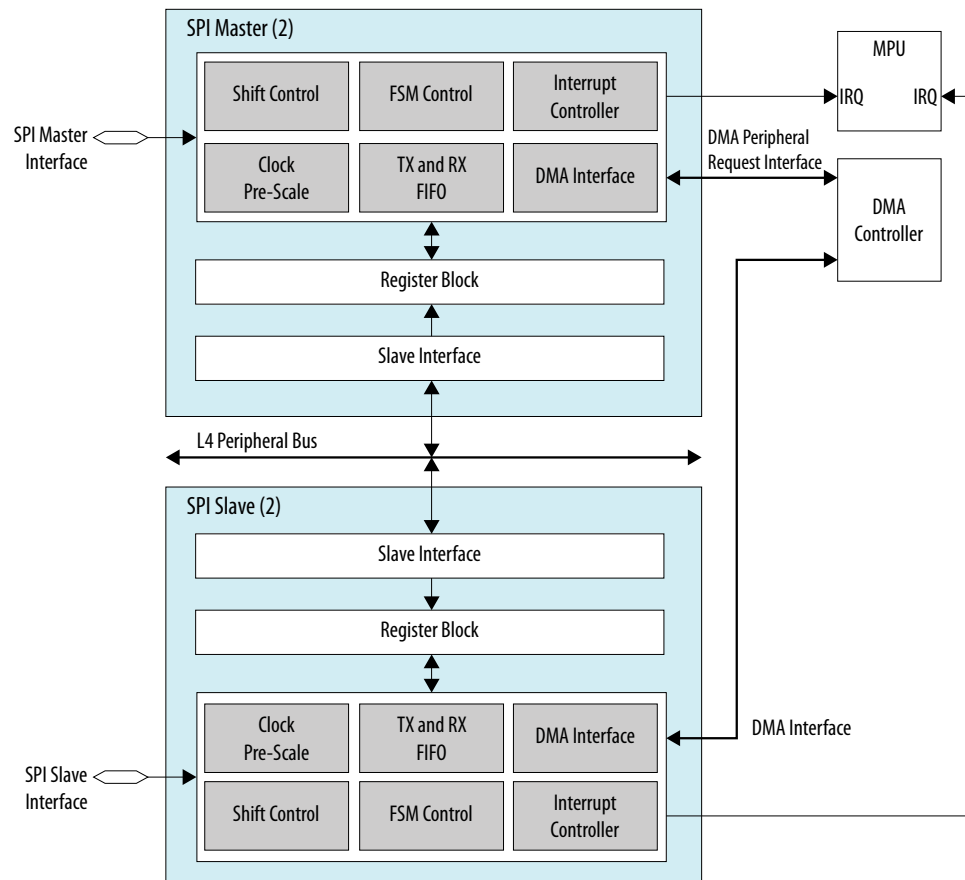 SPI Master (2)
Shift Control
FSM Control
Interrupt
Controller
Clock
Pre-Scale
TX and RX
FIFO
DMA Interface
SPI Master
Interface
Register Block
Slave Interface
MPU
IRQ
IRQ
DMA Peripheral
Request Interface
DMA
Controller
L4 Peripheral Bus
SPI Slave (2)
Slave Interface
Register Block
Clock
Pre-Scale
TX and RX
FIFO
DMA Interface
Shift Control
FSM Control
Interrupt
Controller
SPI Slave
Interface
DMA Interface